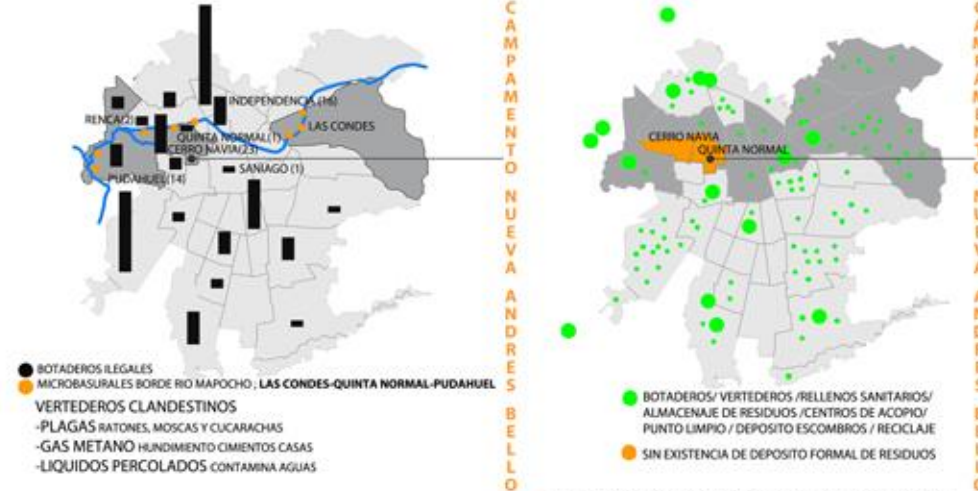 RENCA(2)
INDEPENDENCIA (16)
LAS CONDES
QUINTA NORMAL(1)
CERRO NAVIA(23)
SANIAGO (1)
PUDAHUEL(14)
BOTADEROS ILEGALES
MICROBASURALES BORDE RIO MAPOCHO , LAS CONDES-QUINTA NORMAL-PUDAHUEL
VERTEDEROS CLANDESTINOS
-PLAGAS RATONES, MOSCAS Y CUCARACHAS
-GAS METANO HUNDIMIENTO CIMIENTOS CASAS
-LIQUIDOS PERCOLADOS CONTAMINA AGUAS
CAMPAMENTO NUEVA ANDRES BELLO
CERRO NAVIA
QUINTA NORMAL
BOTADEROS/ VERTEDEROS /RELLENOS SANITARIOS/
ALMACENAJE DE RESIDUOS /CENTROS DE ACOPIO/
PUNTO LIMPIO / DEPOSITO ESCOMBROS / RECICLAJE
SIN EXISTENCIA DE DEPOSITO FORMAL DE RESIDUOS